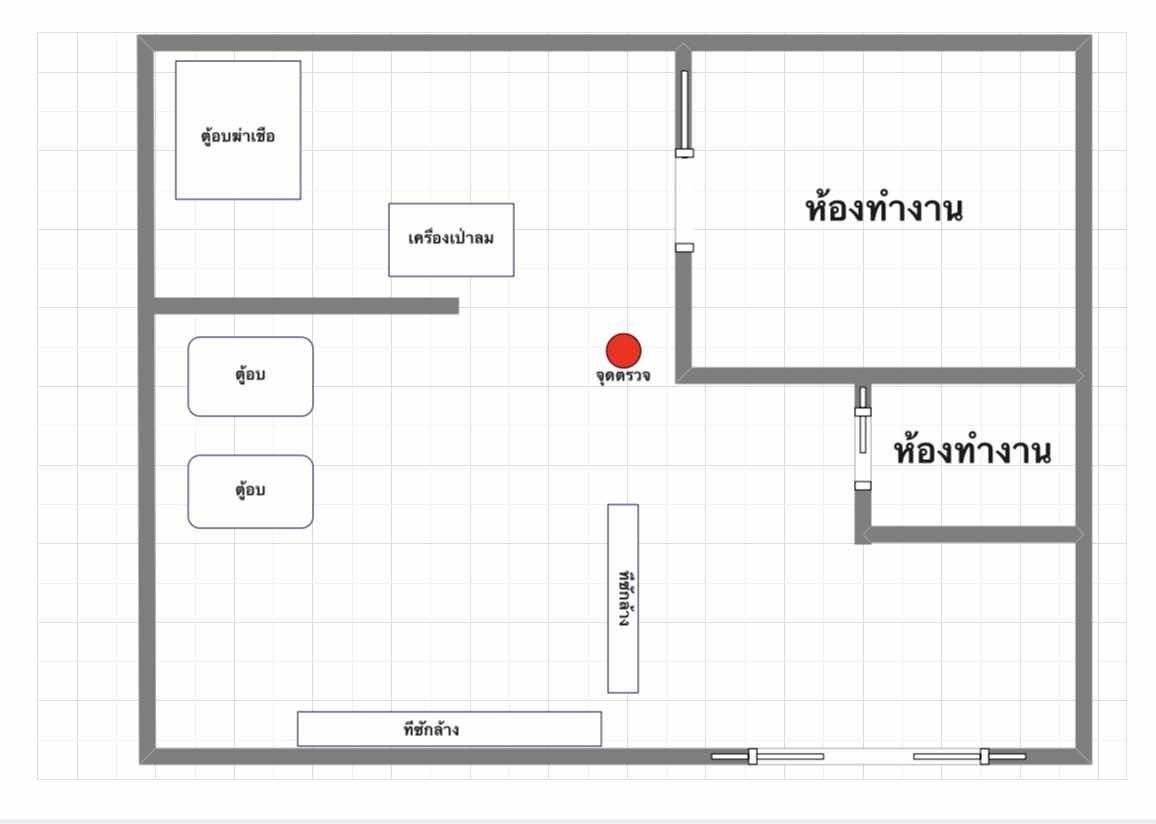 ตู้อบฆ่าเชื้อ
ห้องทำงาน
เครื่องเป่าลม
จุดตรวจ
ตู้อบ
ห้องทำงาน
ตู้อบ
ที่ซักล้าง
ที่ซักล้าง